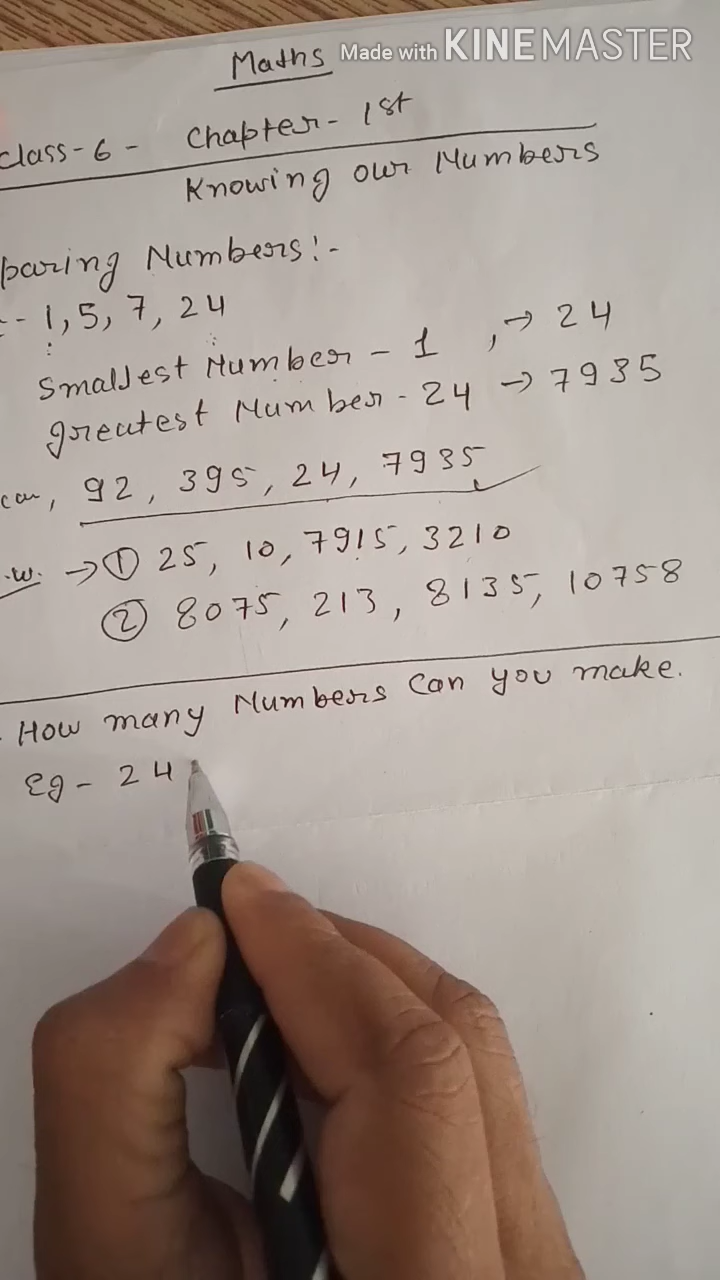 Made with KINEMASTER
Maths
Class-6- Chapter-1st
Knowing our Numbers
paring Numbers:-
:- 1, 5, 7, 24
Smallest Number - 1 , → 24
greatest Number - 24 → 7935
can, 92, 395, 24, 7935
.w. → ① 25, 10, 7915, 3210
② 8075, 213, 8135, 10758
How many Numbers Can you make.
Eg - 24